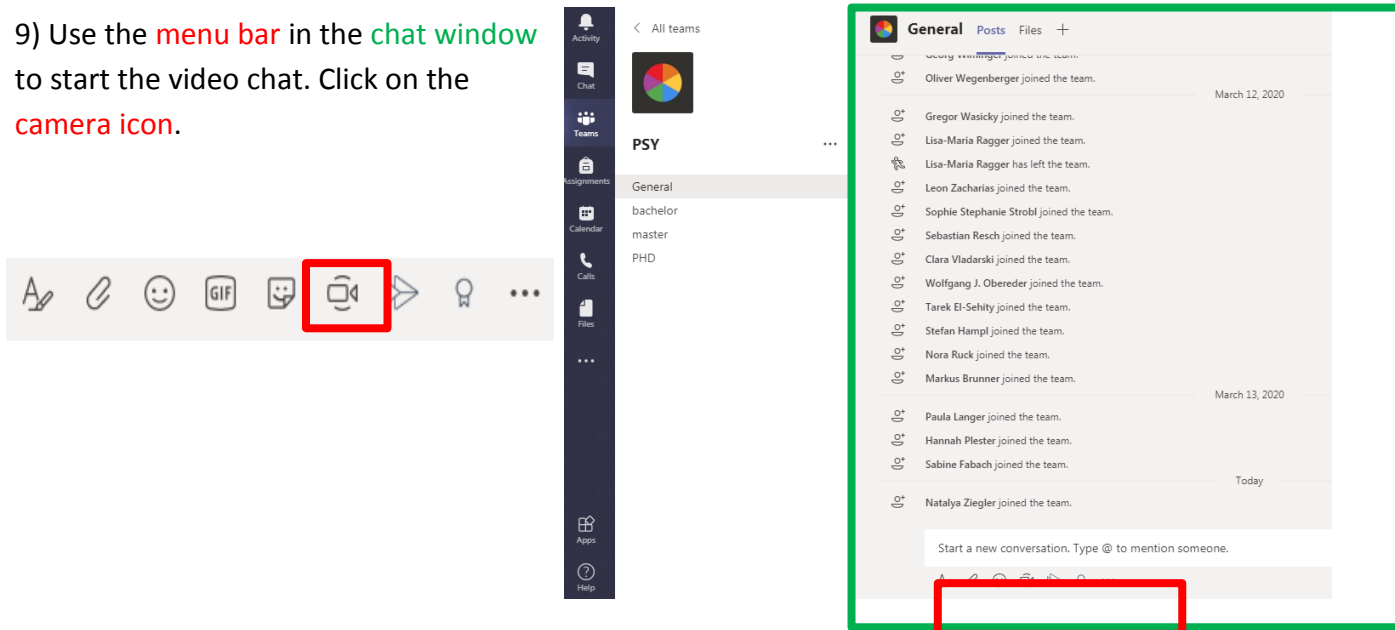 9) Use the menu bar in the chat window
to start the video chat. Click on the
camera icon.
GIF
Activity
Chat
Teams
Assignments
Calendar
Calls
Files
Apps
Help
All teams
PSY
General
bachelor
master
PHD
General Posts Files
joined the team.
Oliver Wegenberger joined the team.
March 12, 2020
Gregor Wasicky joined the team.
Lisa-Maria Ragger joined the team.
Lisa-Maria Ragger has left the team.
Leon Zacharias joined the team.
Sophie Stephanie Strobl joined the team.
Sebastian Resch joined the team.
Clara Vladarski joined the team.
Wolfgang J. Obereder joined the team.
Tarek El-Sehity joined the team.
Stefan Hampl joined the team.
Nora Ruck joined the team.
Markus Brunner joined the team.
March 13, 2020
Paula Langer joined the team.
Hannah Plester joined the team.
Sabine Fabach joined the team.
Today
Natalya Ziegler joined the team.
Start a new conversation. Type @ to mention someone.